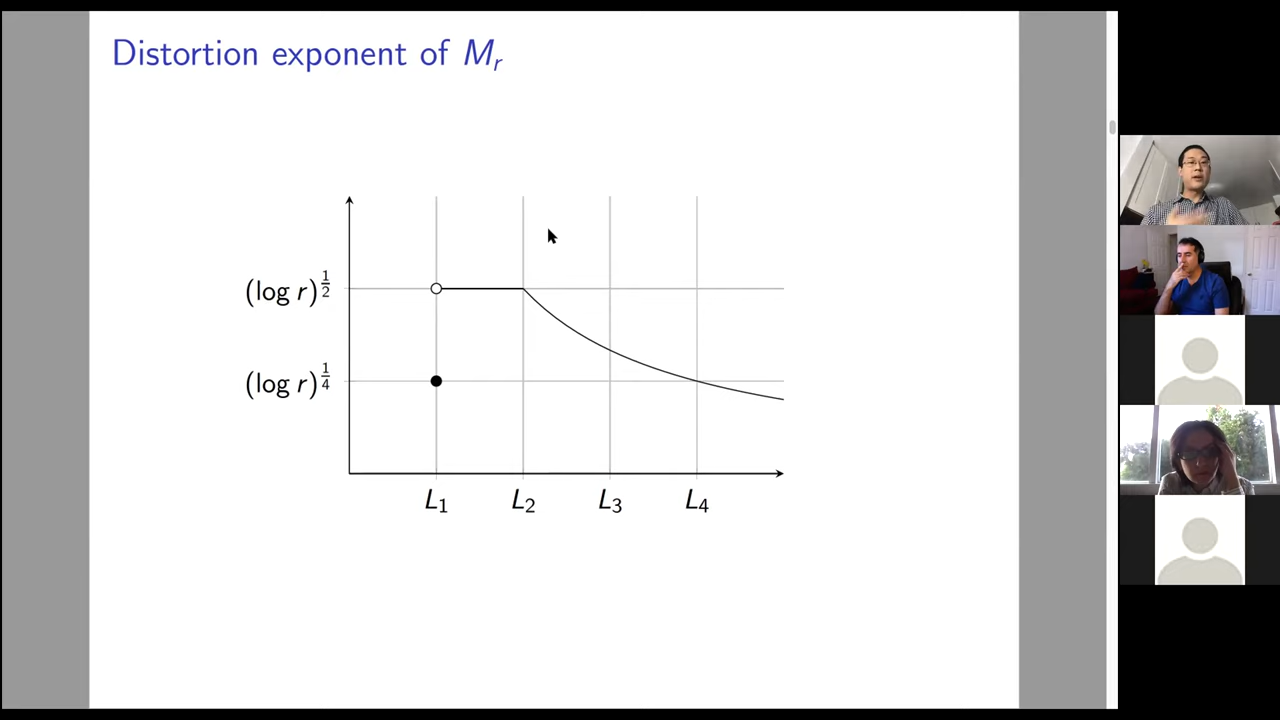 Distortion exponent of M_r
(log r)^{1/2}
(log r)^{1/4}
L_1 L_2 L_3 L_4